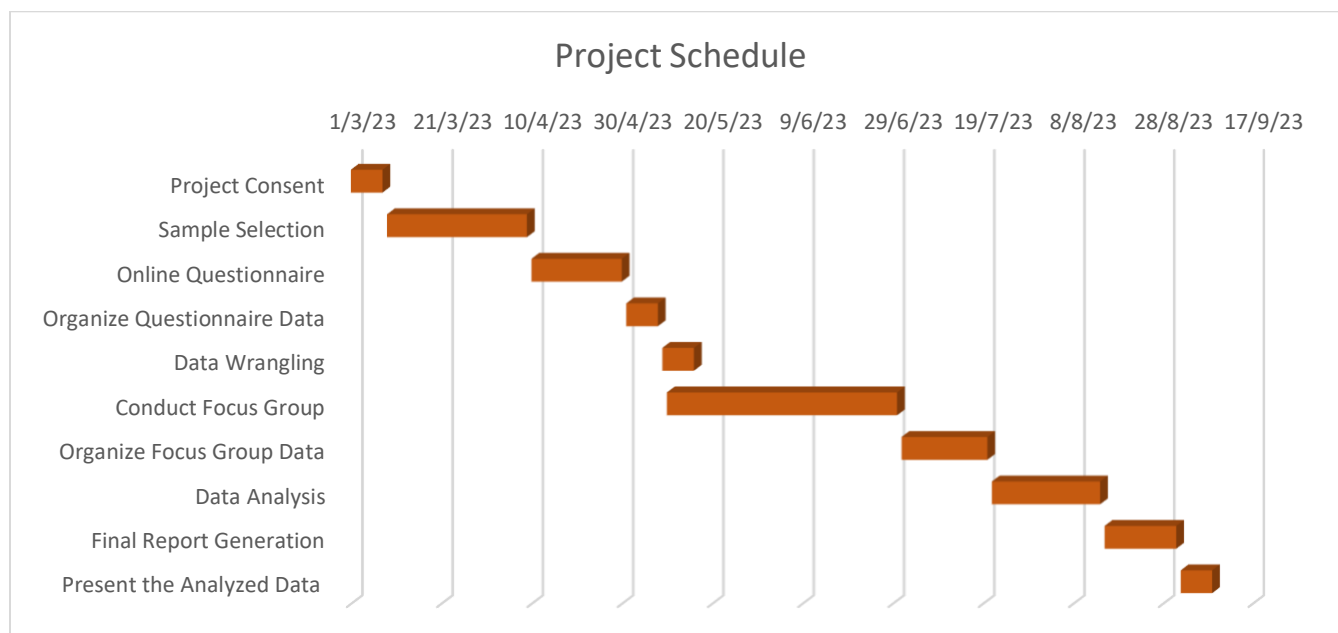 Project Schedule
1/3/23 21/3/23 10/4/23 30/4/23 20/5/23 9/6/23 29/6/23 19/7/23 8/8/23 28/8/23 17/9/23
Project Consent
Sample Selection
Online Questionnaire
Organize Questionnaire Data
Data Wrangling
Conduct Focus Group
Organize Focus Group Data
Data Analysis
Final Report Generation
Present the Analyzed Data